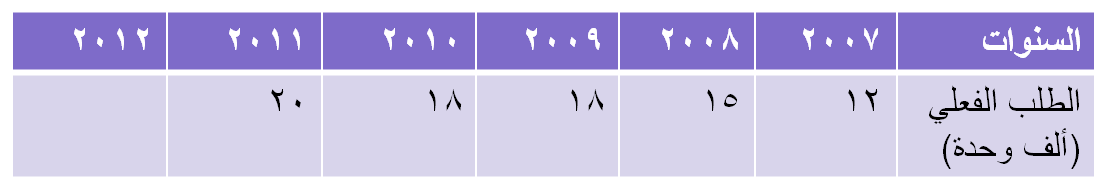 السنوات ٢٠٠٧ ٢٠٠٨ ٢٠٠٩ ٢٠١٠ ٢٠١١ ٢٠١٢
الطلب الفعلي ١٢ ١٥ ١٨ ١٨ ٢٠
(ألف وحدة)